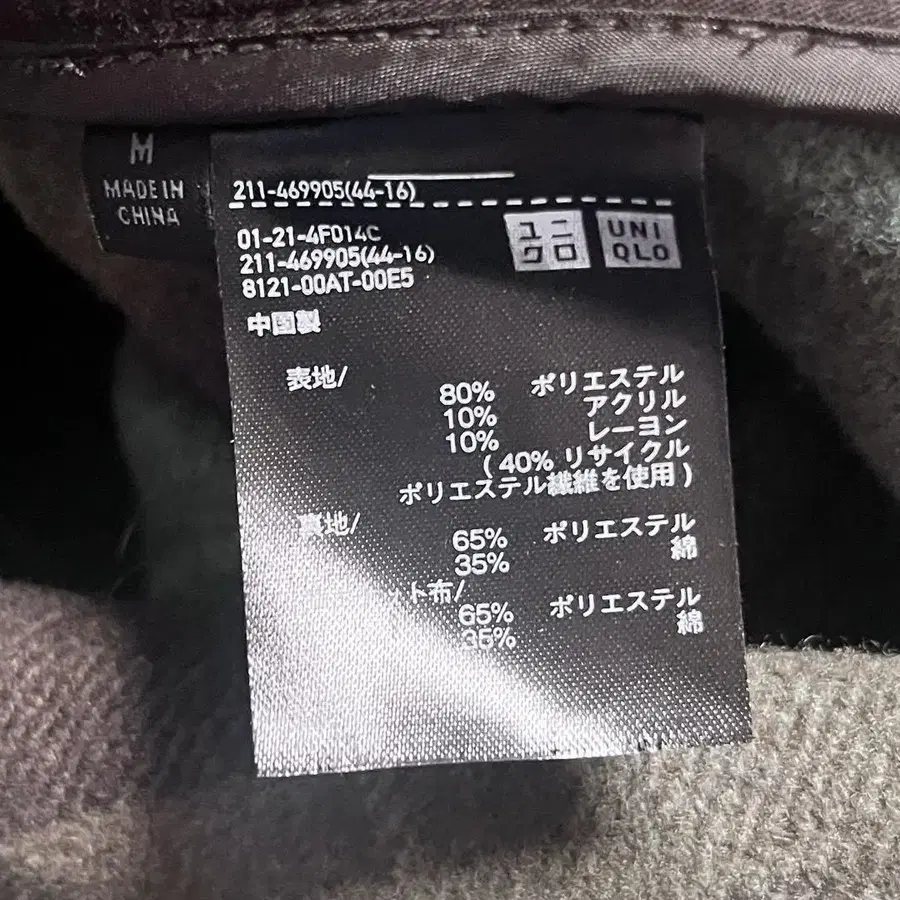 M
MADE IN
CHINA
211-469905(44-16)
01-21-4F014C
211-469905(44-16)
8121-00AT-00E5
ユニ
クロ
UNI
QLO
中国製
表地/
80% ポリエステル
10% アクリル
10% レーヨン
( 40% リサイクル
ポリエステル繊維を使用 )
裏地/
65% ポリエステル
35% 綿
ト布/
65% ポリエステル
35% 綿